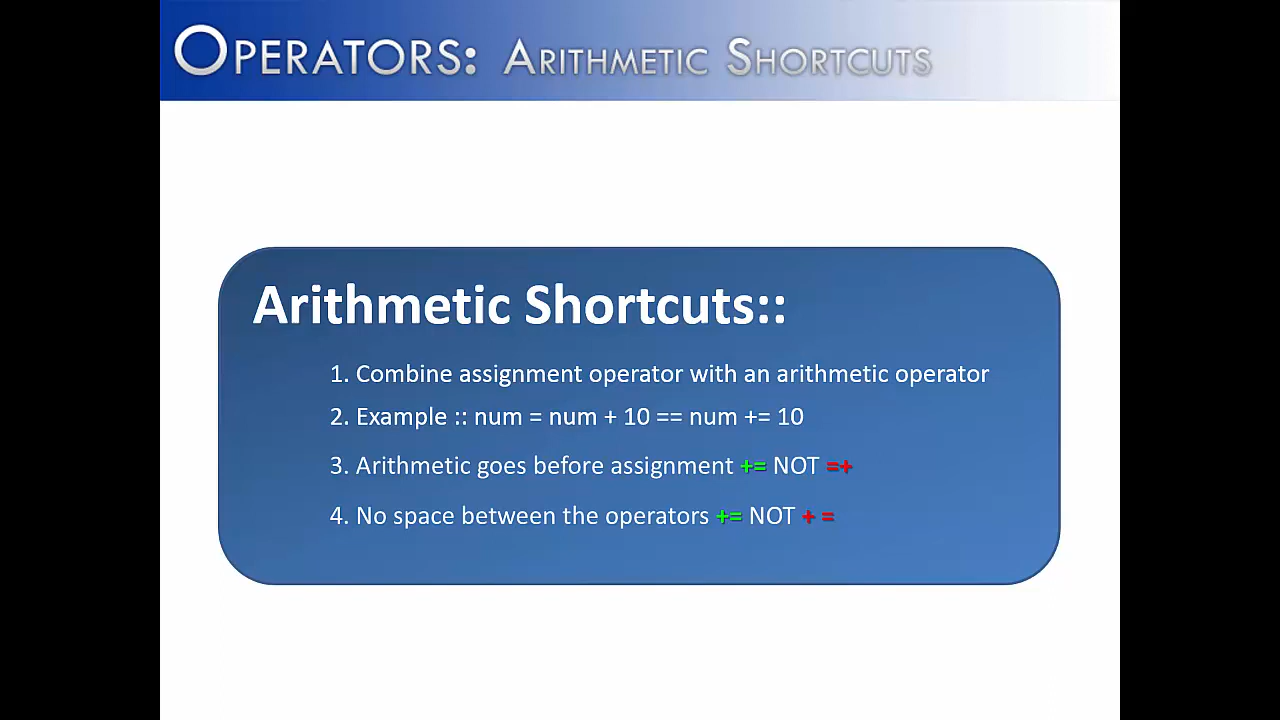 OPERATORS: ARITHMETIC SHORTCUTS
Arithmetic Shortcuts::
1. Combine assignment operator with an arithmetic operator
2. Example :: num = num + 10 == num += 10
3. Arithmetic goes before assignment += NOT =+
4. No space between the operators += NOT + =